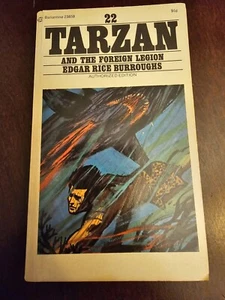 22
TARZAN
AND THE FOREIGN LEGION
EDGAR RICE BURROUGHS
AUTHORIZED EDITION